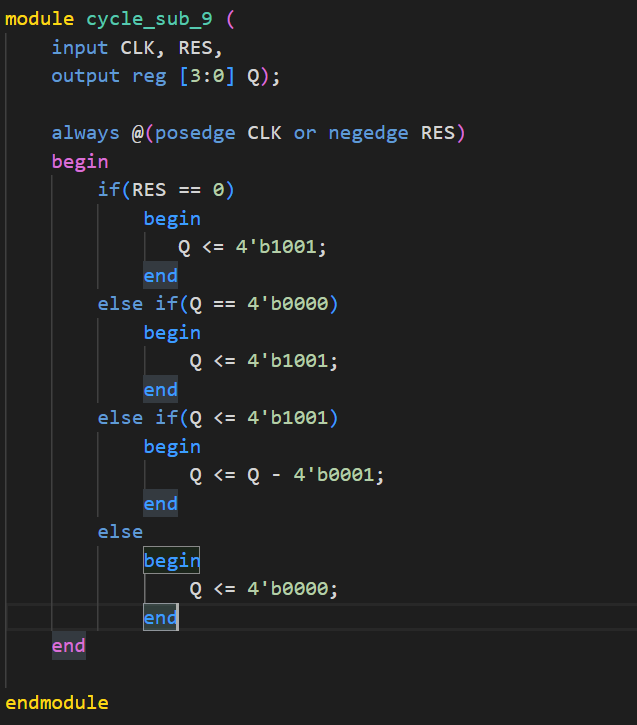 module cycle_sub_9 (
    input CLK, RES,
    output reg [3:0] Q);

    always @(posedge CLK or negedge RES)
    begin
        if(RES == 0)
            begin
               Q <= 4'b1001;
            end
        else if(Q == 4'b0000)
            begin
                Q <= 4'b1001;
            end
        else if(Q <= 4'b1001)
            begin
                Q <= Q - 4'b0001;
            end
        else
            begin
                Q <= 4'b0000;
            end
    end

endmodule